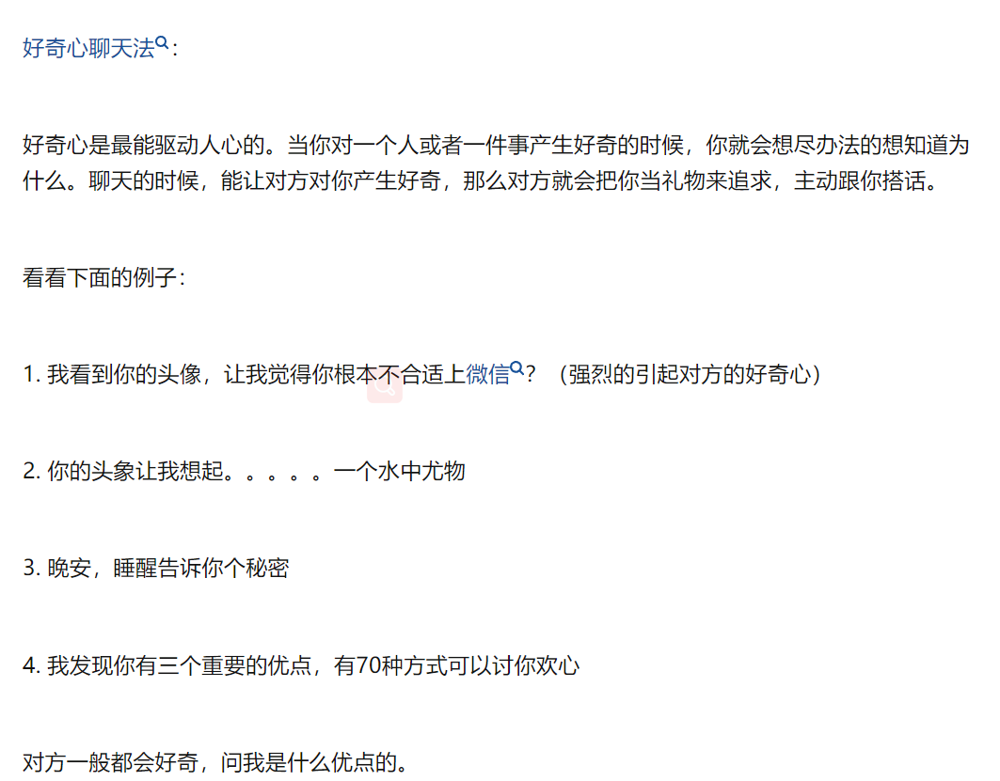 好奇心聊天法：
好奇心是最能驱动人心的。当你对一个人或者一件事产生好奇的时候，你就会想尽办法的想知道为
什么。聊天的时候，能让对方对你产生好奇，那么对方就会把你当礼物来追求，主动跟你搭话。
看看下面的例子：
1. 我看到你的头像，让我觉得你根本不合适上微信？（强烈的引起对方的好奇心）
2. 你的头象让我想起。。。。。一个水中尤物
3. 晚安，睡醒告诉你个秘密
4. 我发现你有三个重要的优点，有70种方式可以讨你欢心
对方一般都会好奇，问我是什么优点的。